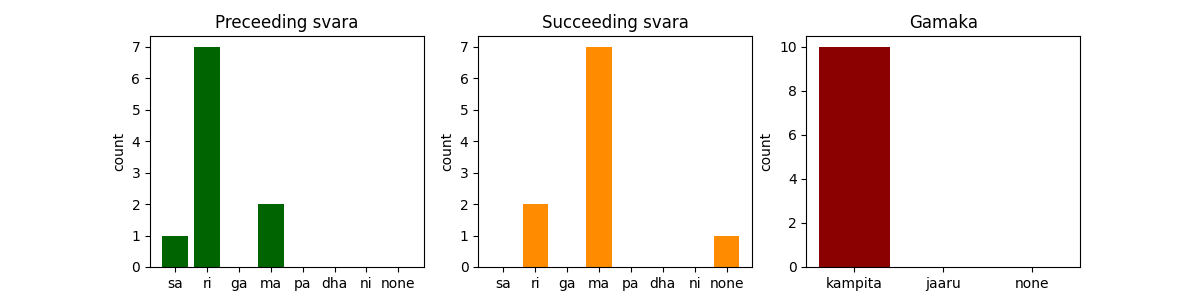 Preceeding svara
count
7
6
5
4
3
2
1
0
sa ri ga ma pa dha ni none
Succeeding svara
count
7
6
5
4
3
2
1
0
sa ri ga ma pa dha ni none
Gamaka
count
10
8
6
4
2
0
kampita jaaru none